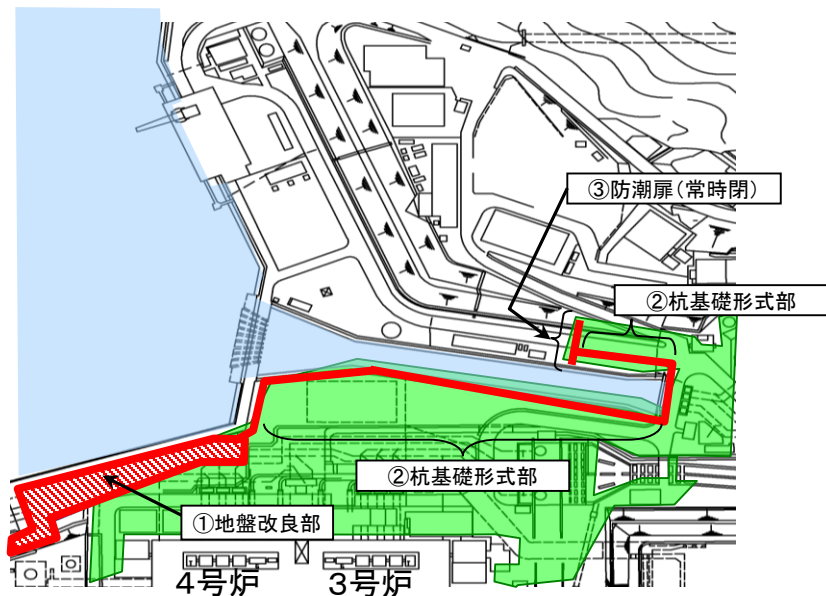 ③防潮扉(常時閉)
②杭基礎形式部
②杭基礎形式部
①地盤改良部
4号炉
3号炉